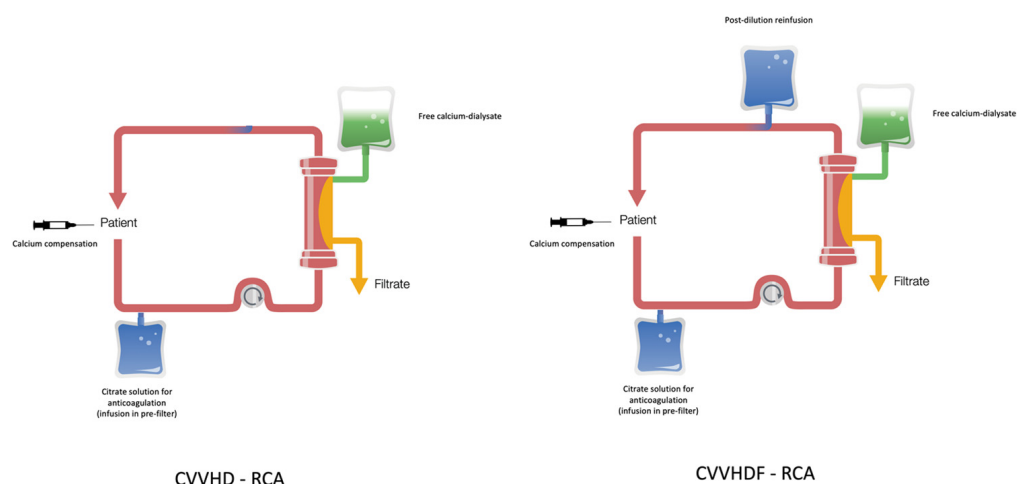 Free calcium-dialysate
Patient
Calcium compensation
Filtrate
Citrate solution for
anticoagulation
(infusion in pre-filter)
CVVHD - RCA
Post-dilution reinfusion
Free calcium-dialysate
Patient
Calcium compensation
Filtrate
Citrate solution for
anticoagulation
(infusion in pre-filter)
CVVHDF - RCA